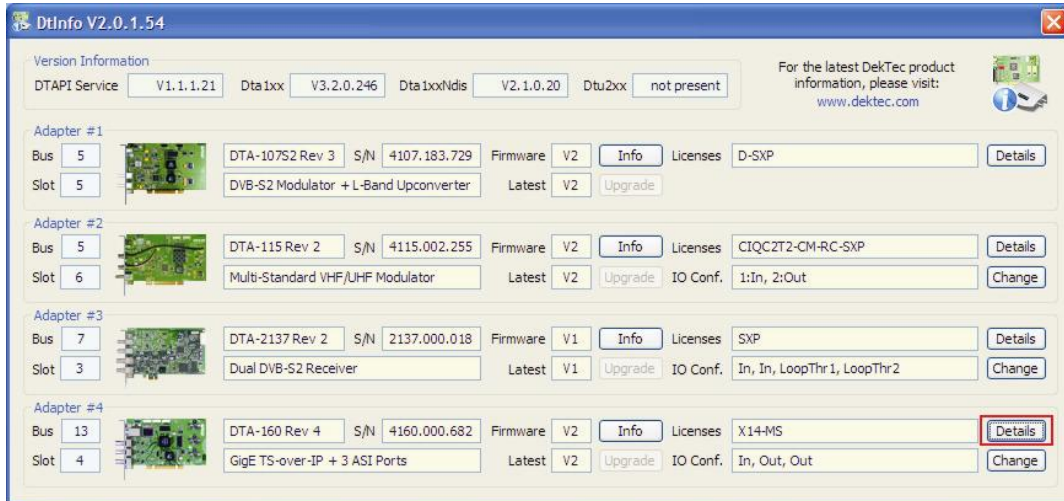 DtInfo V2.0.1.54
Version Information
DTAPI Service V1.1.1.21 Dta1xx V3.2.0.246 Dta1xxNdis V2.1.0.20 Dtu2xx not present
For the latest DekTec product
information, please visit:
www.dektec.com
Adapter #1
Bus 5 DTA-107S2 Rev 3 S/N 4107.183.729 Firmware V2 Info Licenses D-SXP Details
Slot 5 DVB-S2 Modulator + L-Band Upconverter Latest V2 Upgrade
Adapter #2
Bus 5 DTA-115 Rev 2 S/N 4115.002.255 Firmware V2 Info Licenses CIQC2T2-CM-RC-SXP Details
Slot 6 Multi-Standard VHF/UHF Modulator Latest V2 Upgrade IO Conf. 1:In, 2:Out Change
Adapter #3
Bus 7 DTA-2137 Rev 2 S/N 2137.000.018 Firmware V1 Info Licenses SXP Details
Slot 3 Dual DVB-S2 Receiver Latest V1 Upgrade IO Conf. In, In, LoopThr1, LoopThr2 Change
Adapter #4
Bus 13 DTA-160 Rev 4 S/N 4160.000.682 Firmware V2 Info Licenses X14-MS Details
Slot 4 GigE TS-over-IP + 3 ASI Ports Latest V2 Upgrade IO Conf. In, Out, Out Change